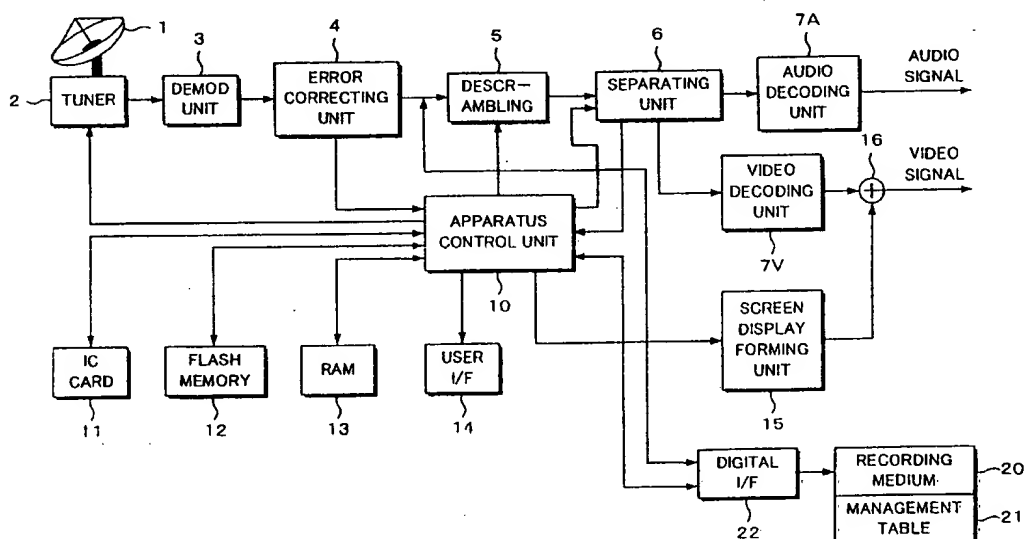 1
2
TUNER
3
DEMOD
UNIT
4
ERROR
CORRECTING
UNIT
5
DESCR-
AMBLING
6
SEPARATING
UNIT
7A
AUDIO
DECODING
UNIT
AUDIO
SIGNAL
VIDEO
DECODING
UNIT
7V
16
VIDEO
SIGNAL
APPARATUS
CONTROL UNIT
10
SCREEN
DISPLAY
FORMING
UNIT
15
IC
CARD
11
FLASH
MEMORY
12
RAM
13
USER
I/F
14
DIGITAL
I/F
22
RECORDING
MEDIUM
20
MANAGEMENT
TABLE
21